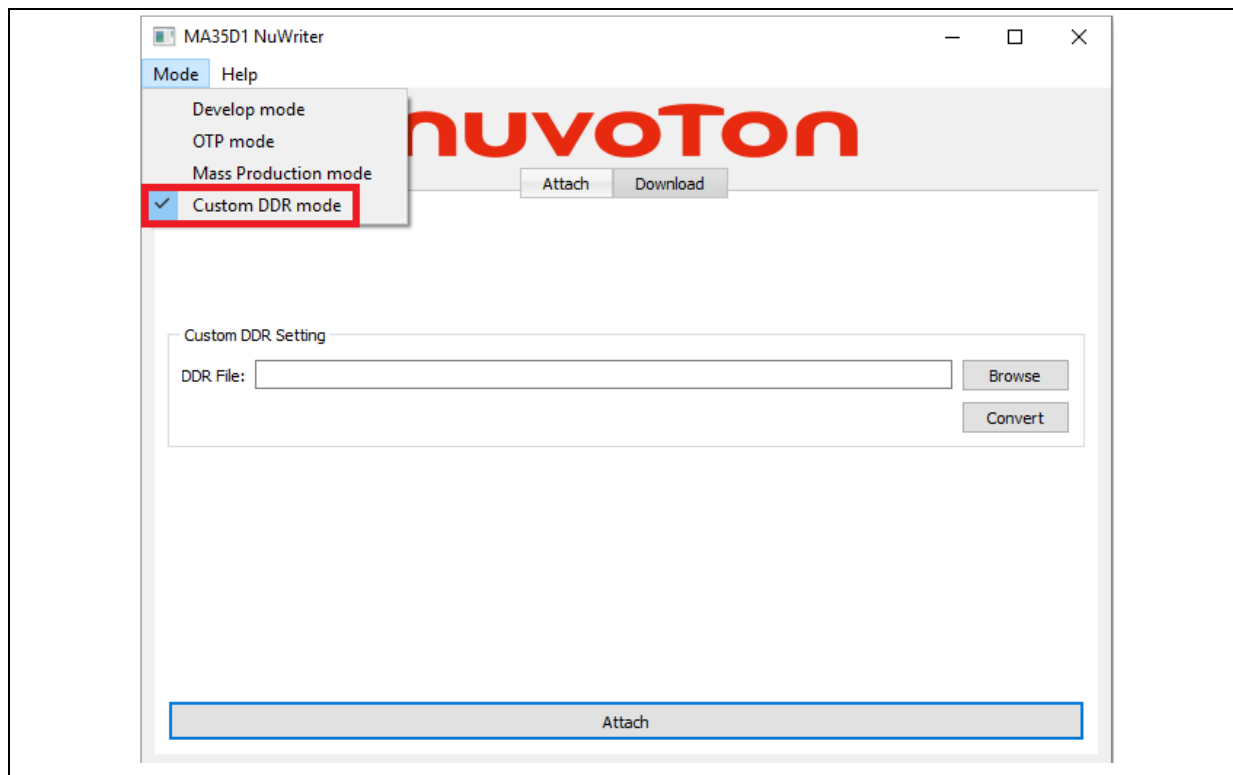 MA35D1 NuWriter
Mode Help
Develop mode
OTP mode
Mass Production mode
Custom DDR mode
nuvoTon
Attach Download
Custom DDR Setting
DDR File: Browse
Convert
Attach